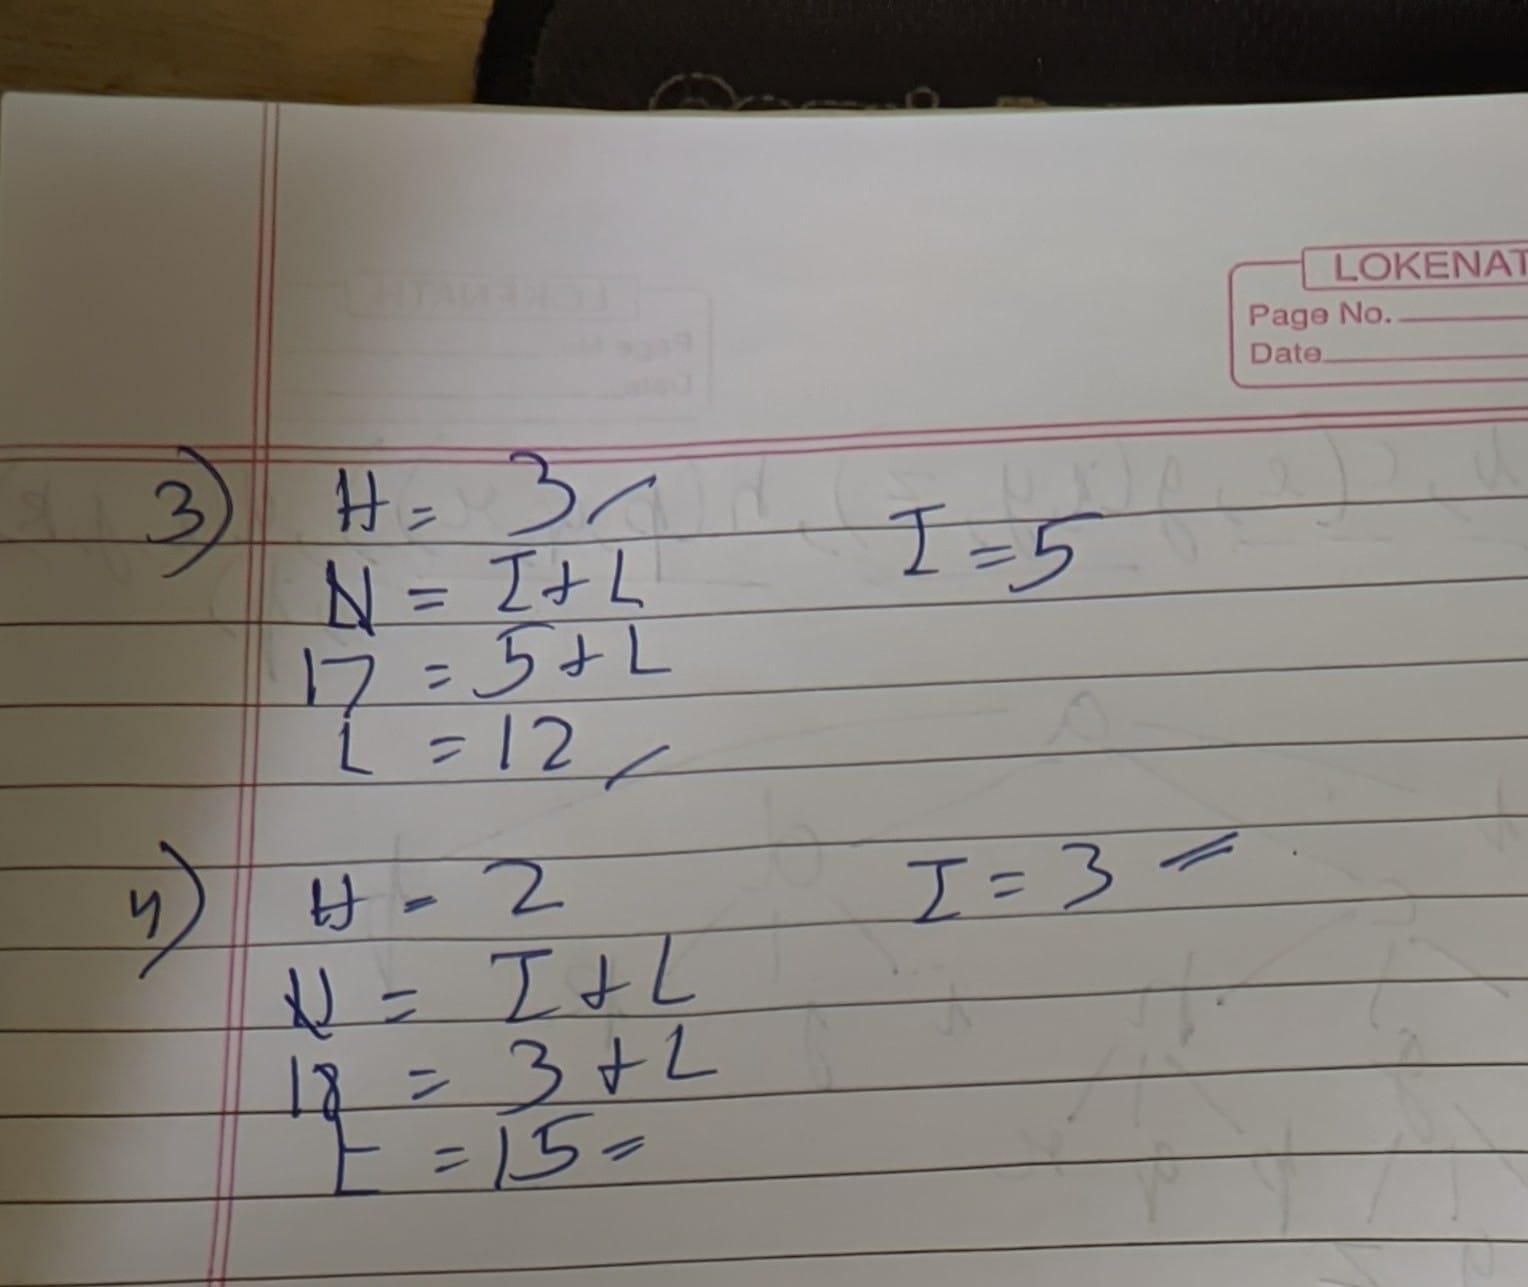 LOKENAT
Page No.
Date
3) H = 3
I = 5
N = I + L
17 = 5 + L
L = 12
4) H = 2
I = 3
N = I + L
18 = 3 + L
L = 15